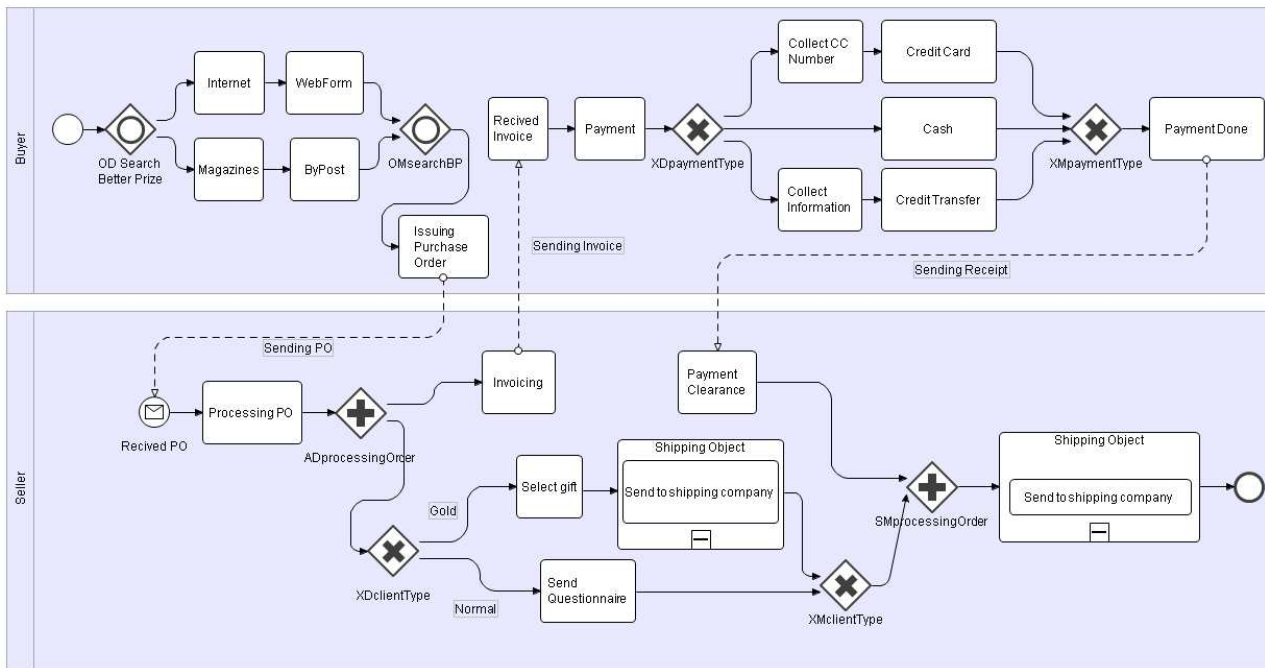 Buyer
Internet
WebForm
Magazines
ByPost
OD Search
Better Prize
OMsearchBP
Issuing
Purchase
Order
Recived
Invoice
Payment
XDpaymentType
Collect CC
Number
Credit Card
Cash
Collect
Information
Credit Transfer
XMpaymentType
Payment Done
Sending Invoice
Sending Receipt
Seller
Sending PO
Recived PO
Processing PO
ADprocessingOrder
Invoicing
Payment
Clearance
XDclientType
Gold
Normal
Select gift
Shipping Object
Send to shipping company
Send
Questionnaire
XMclientType
SMprocessingOrder
Shipping Object
Send to shipping company